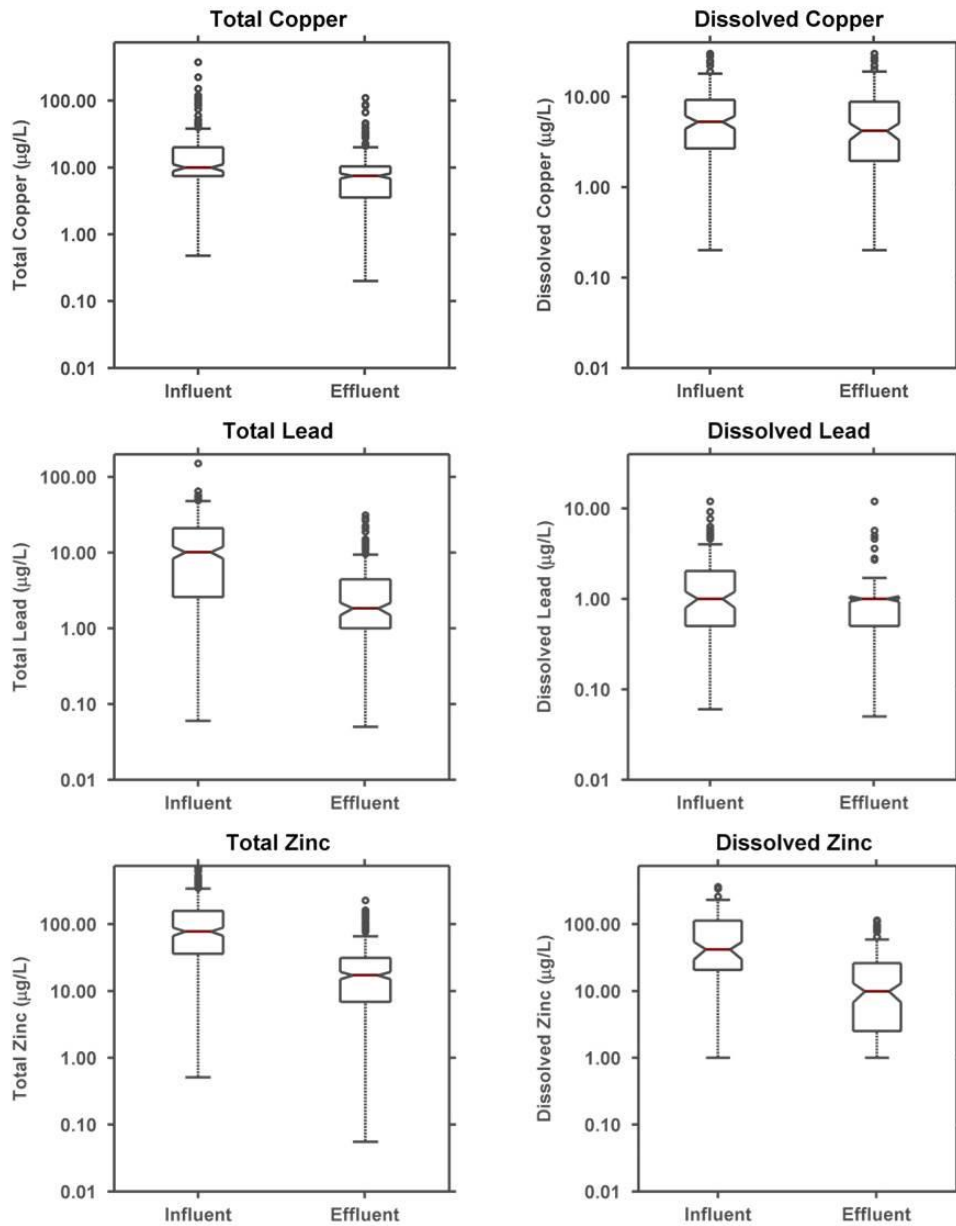 Total Copper
Total Copper (µg/L)
100.00
10.00
1.00
0.10
0.01
Influent
Effluent
Dissolved Copper
Dissolved Copper (µg/L)
10.00
1.00
0.10
0.01
Influent
Effluent
Total Lead
Total Lead (µg/L)
100.00
10.00
1.00
0.10
0.01
Influent
Effluent
Dissolved Lead
Dissolved Lead (µg/L)
10.00
1.00
0.10
0.01
Influent
Effluent
Total Zinc
Total Zinc (µg/L)
100.00
10.00
1.00
0.10
0.01
Influent
Effluent
Dissolved Zinc
Dissolved Zinc (µg/L)
100.00
10.00
1.00
0.10
0.01
Influent
Effluent